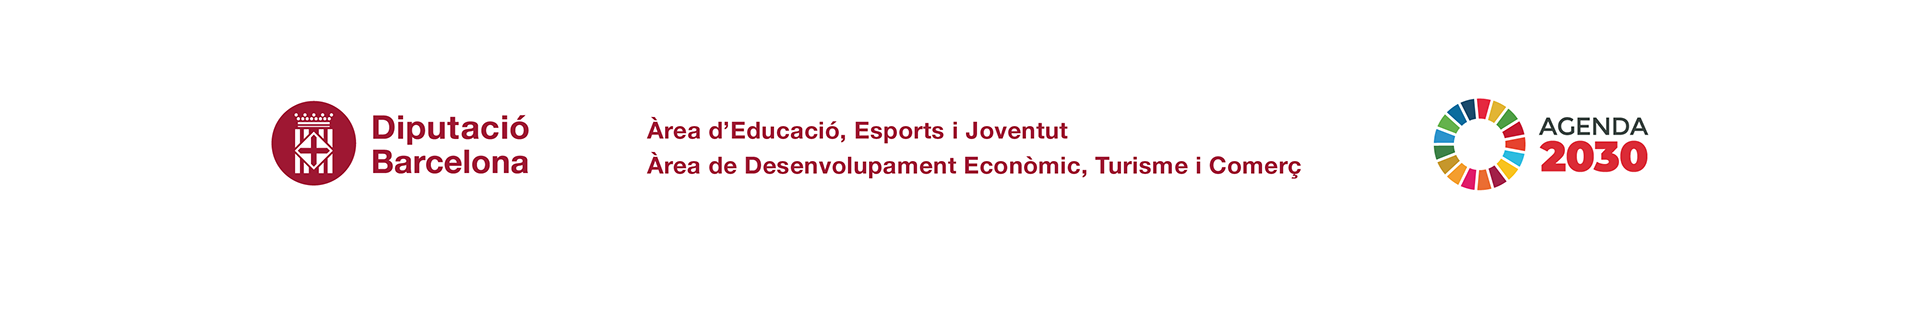 Diputació
Barcelona
Àrea d’Educació, Esports i Joventut
Àrea de Desenvolupament Econòmic, Turisme i Comerç
AGENDA
2030